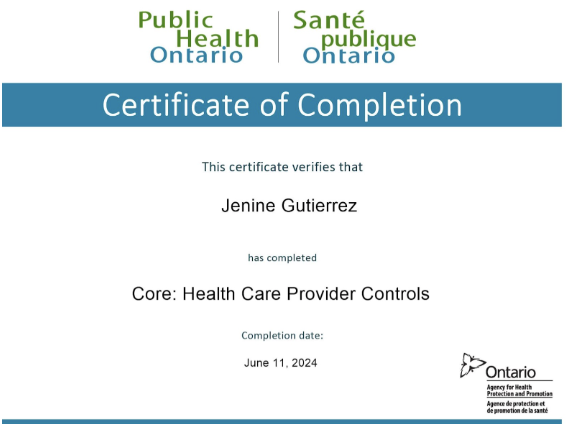 Public Health Ontario
Santé publique Ontario
Certificate of Completion
This certificate verifies that
Jenine Gutierrez
has completed
Core: Health Care Provider Controls
Completion date:
June 11, 2024
Ontario
Agency for Health
Protection and Promotion
Agence de protection et
de promotion de la santé